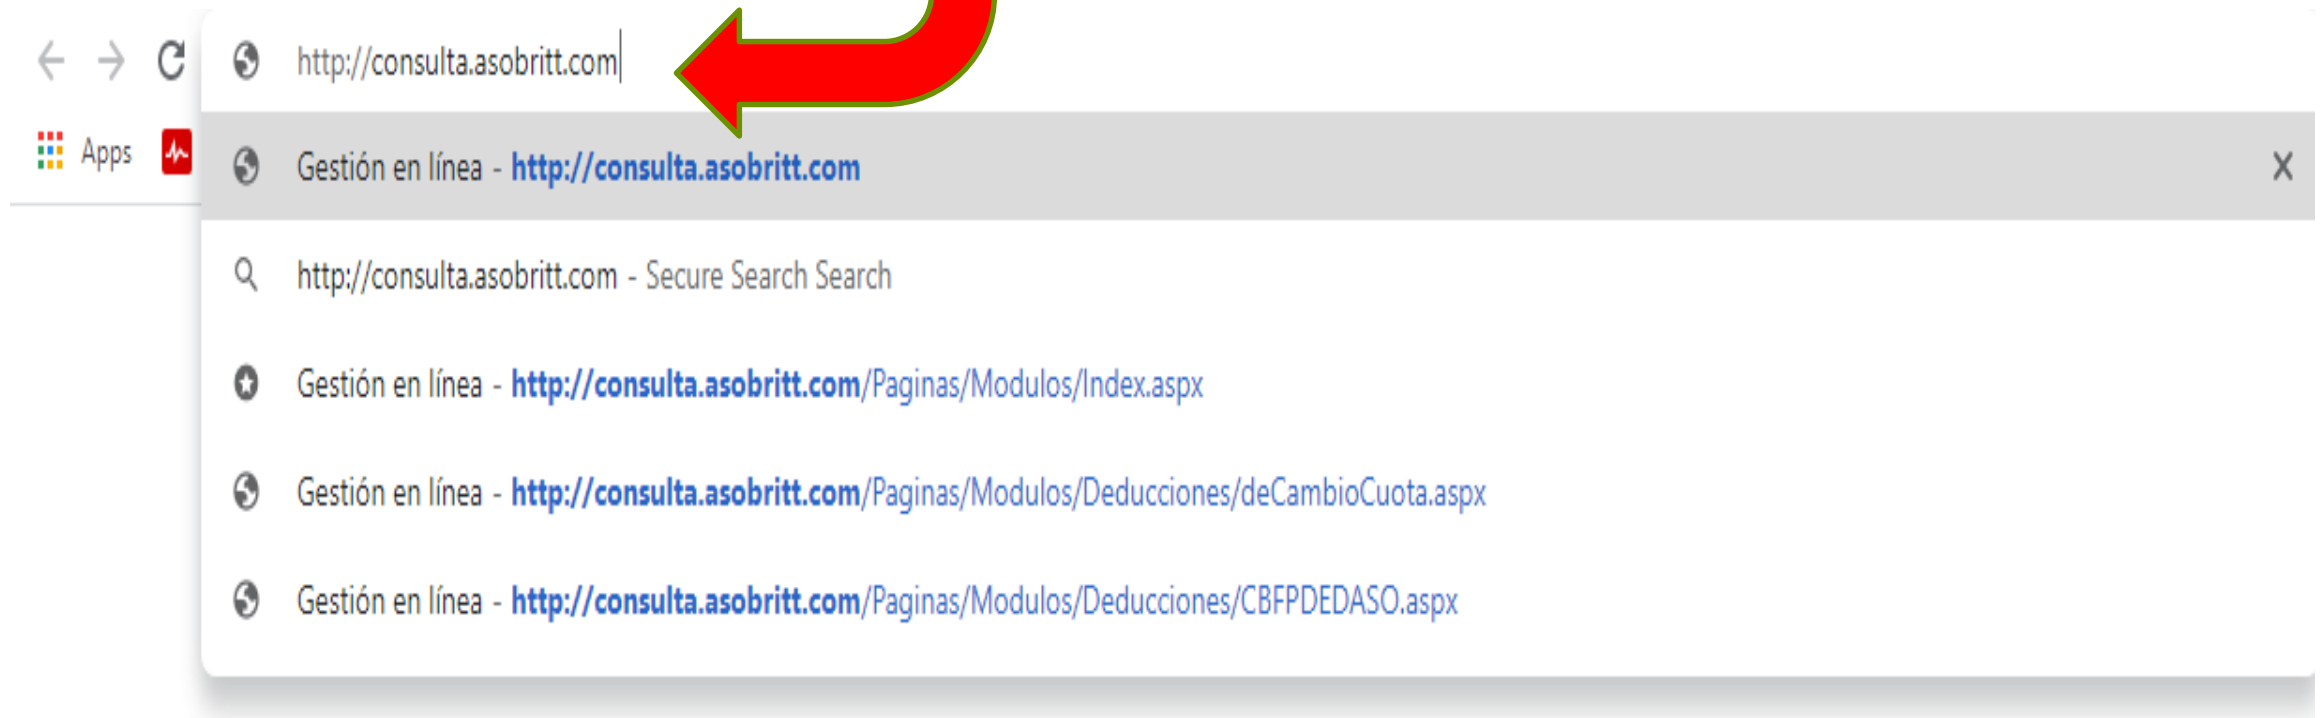 http://consulta.asobritt.com
Apps
Gestión en línea - http://consulta.asobritt.com
http://consulta.asobritt.com - Secure Search Search
Gestión en línea - http://consulta.asobritt.com/Paginas/Modulos/Index.aspx
Gestión en línea - http://consulta.asobritt.com/Paginas/Modulos/Deducciones/deCambioCuota.aspx
Gestión en línea - http://consulta.asobritt.com/Paginas/Modulos/Deducciones/CBFPDEDASO.aspx